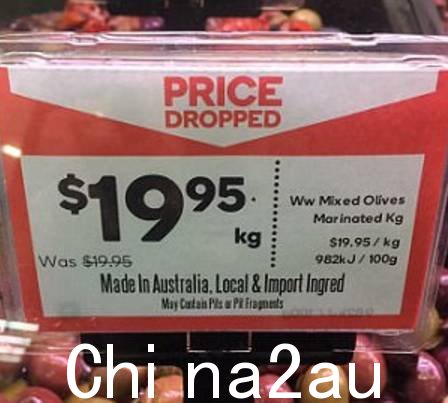 PRICE
DROPPED
$19.95
kg
Was $19.95
Ww Mixed Olives
Marinated Kg
$19.95 / kg
982kJ / 100g
Made In Australia, Local & Import Ingred
May Contain Pits or Pit Fragments
Chi na2au